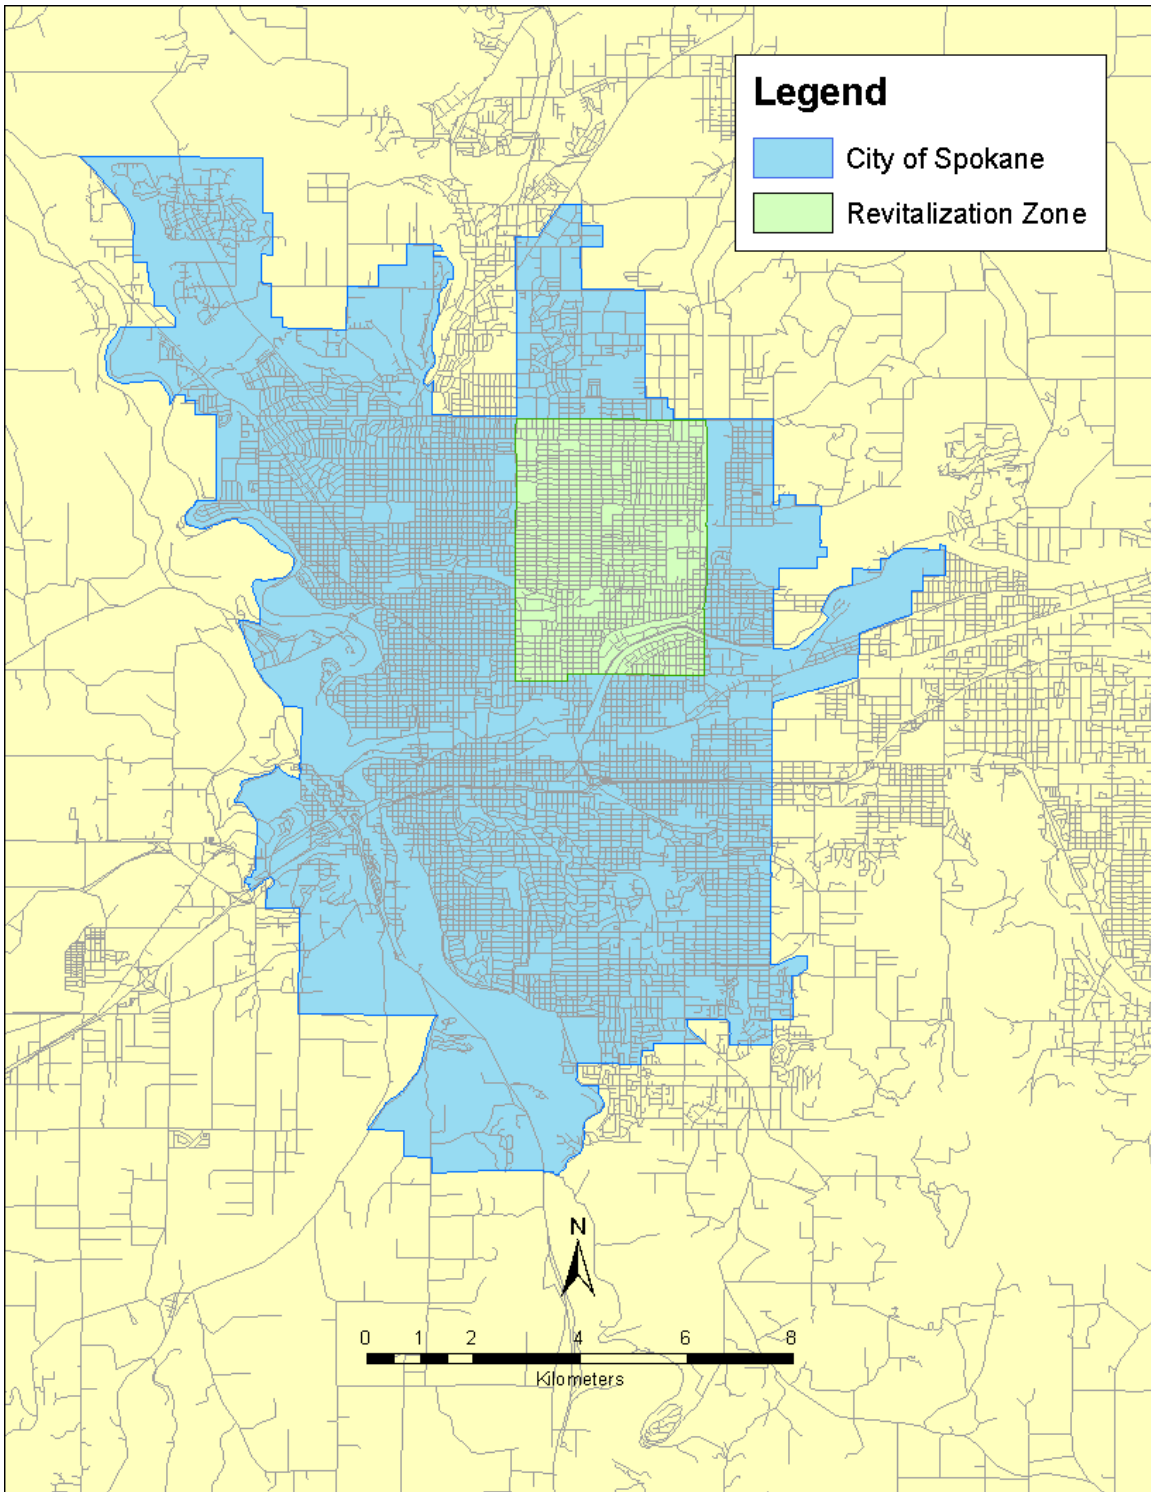 Legend
City of Spokane
Revitalization Zone
N
0 1 2 4 6 8
Kilometers